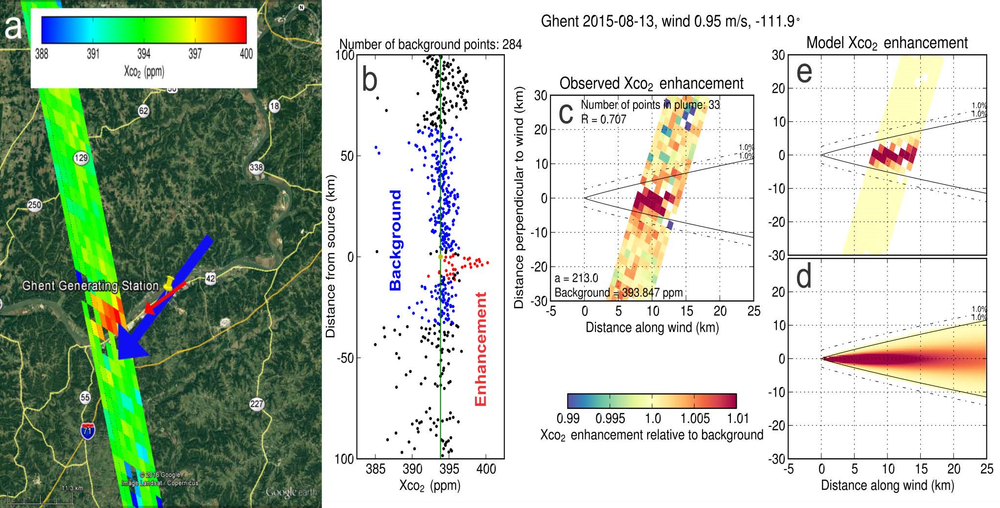 a
388 391 394 397 400
Xco2 (ppm)
N
50
62
18
129
338
250
Ghent Generating Station
42
55
227
71
© 2016 Google
Image Landsat / Copernicus
11.3 km
Google earth
Ghent 2015-08-13, wind 0.95 m/s, -111.9°
Number of background points: 284
b
100
50
0
-50
100
Distance from source (km)
Background
Enhancement
385 390 395 400
Xco2 (ppm)
Observed Xco2 enhancement
c
Number of points in plume: 33
R = 0.707
1.0%
1.0%
a = 213.0
Background = 393.847 ppm
30
20
10
0
-10
-20
-30
Distance perpendicular to wind (km)
-5 0 5 10 15 20 25
Distance along wind (km)
0.99 0.995 1.0 1.005 1.01
Xco2 enhancement relative to background
Model Xco2 enhancement
e
30
20
10
0
-10
-20
-30
1.0%
1.0%
d
20
10
0
-10
-20
-30
1.0%
1.0%
-5 0 5 10 15 20 25
Distance along wind (km)